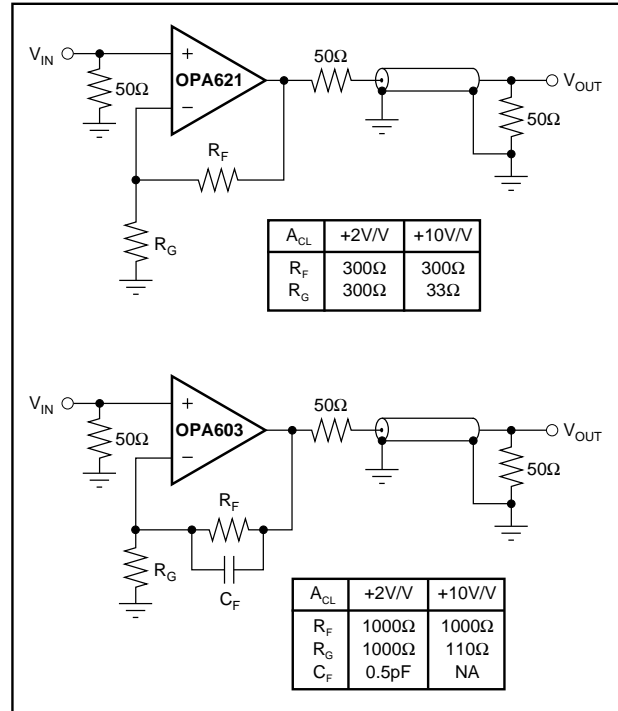 V_IN
50Ω
+
OPA621
−
50Ω
V_OUT
50Ω
R_F
R_G
A_CL +2V/V +10V/V
R_F 300Ω 300Ω
R_G 300Ω 33Ω
V_IN
50Ω
+
OPA603
−
50Ω
V_OUT
50Ω
R_F
R_G
C_F
A_CL +2V/V +10V/V
R_F 1000Ω 1000Ω
R_G 1000Ω 110Ω
C_F 0.5pF NA